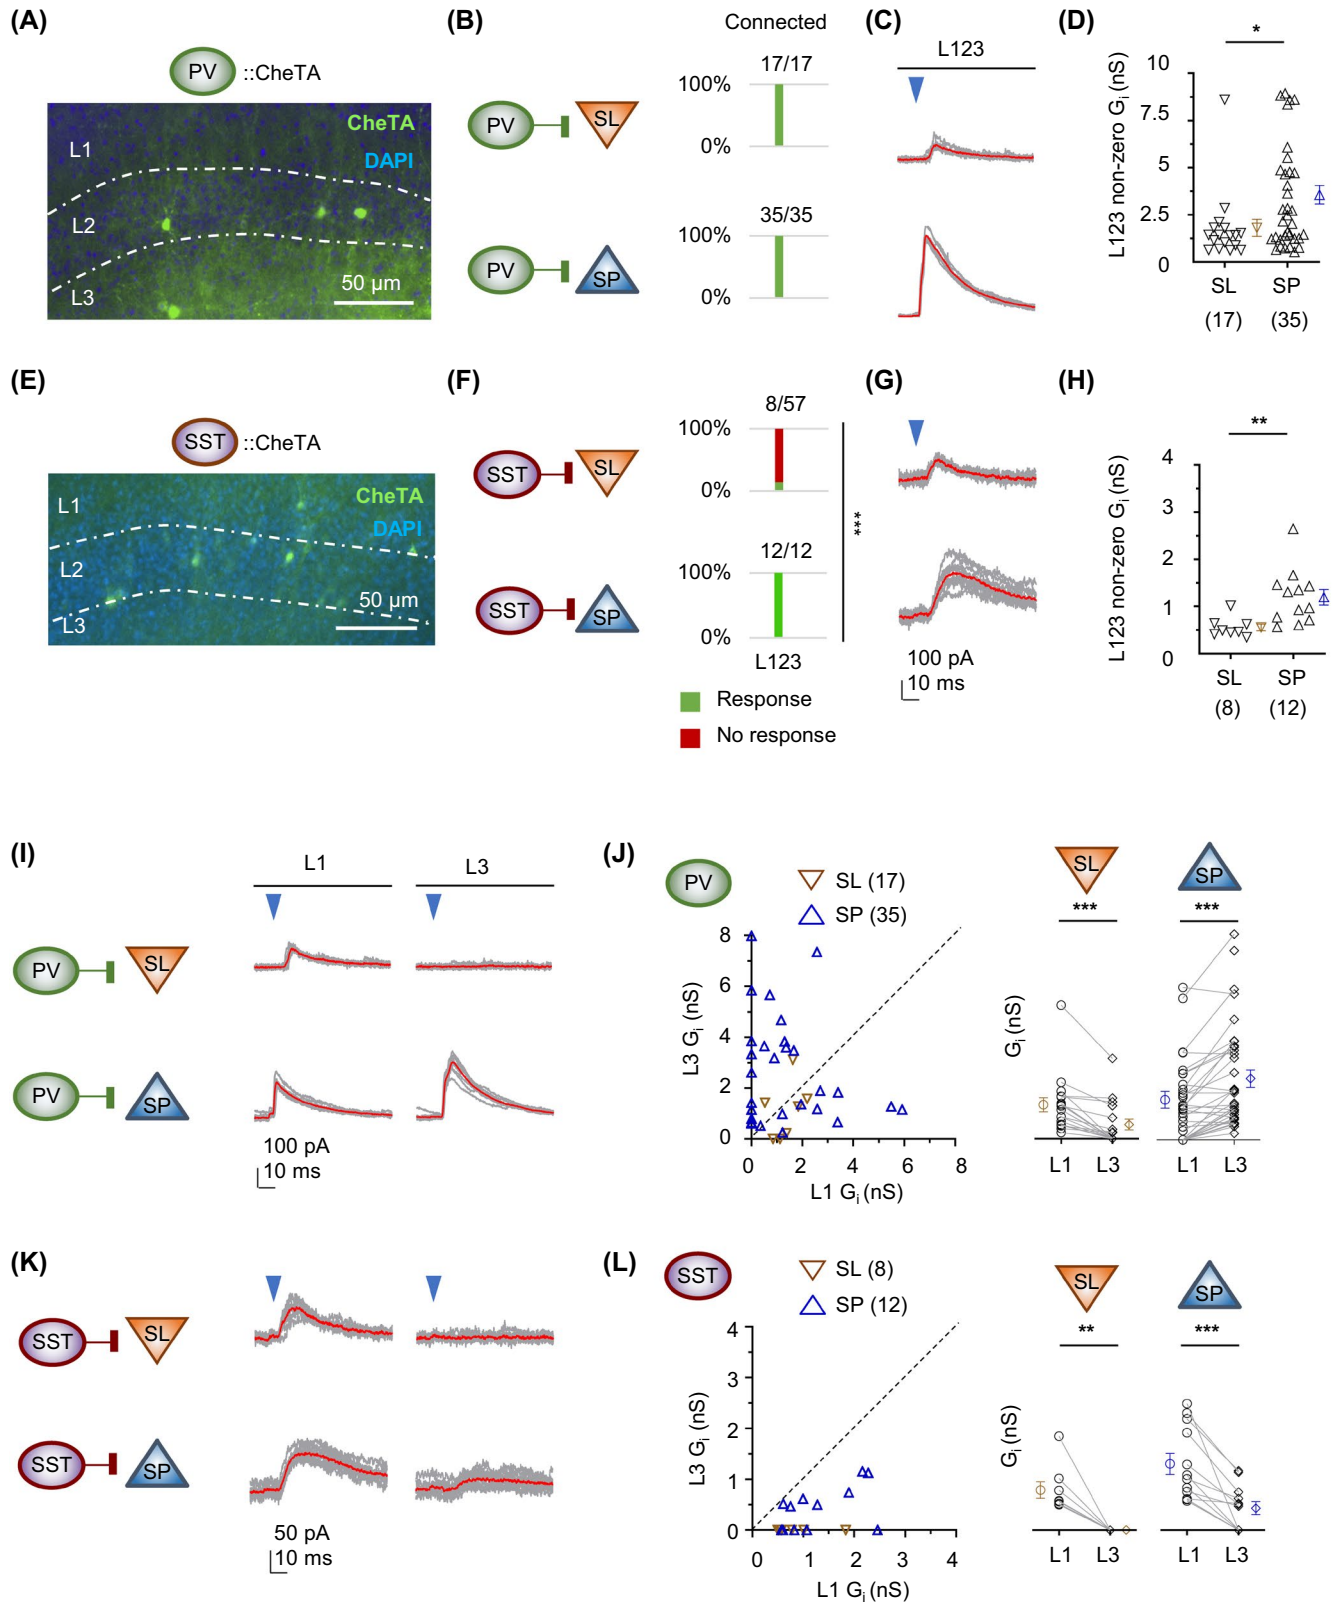 (A)
PV ::CheTA
CheTA
DAPI
L1
L2
L3
50 µm
(B)
Connected
PV SL
17/17
100%
0%
PV SP
35/35
100%
0%
(C)
L123
(D)
*
L123 non-zero Gi (nS)
10
7.5
5
2.5
0
SL SP
(17) (35)
(E)
SST ::CheTA
CheTA
DAPI
L1
L2
L3
50 µm
(F)
SST SL
8/57
100%
0%
***
SST SP
12/12
100%
0%
L123
Response
No response
(G)
100 pA
10 ms
(H)
**
L123 non-zero Gi (nS)
4
3
2
1
0
SL SP
(8) (12)
(I)
L1 L3
PV SL
PV SP
100 pA
10 ms
(J)
PV
SL (17)
SP (35)
L3 Gi (nS)
8
6
4
2
0
0 2 4 6 8
L1 Gi (nS)
SL SP
*** ***
Gi (nS)
L1 L3 L1 L3
(K)
SST SL
SST SP
50 pA
10 ms
(L)
SST
SL (8)
SP (12)
L3 Gi (nS)
4
3
2
1
0
0 1 2 3 4
L1 Gi (nS)
SL SP
** ***
Gi (nS)
L1 L3 L1 L3